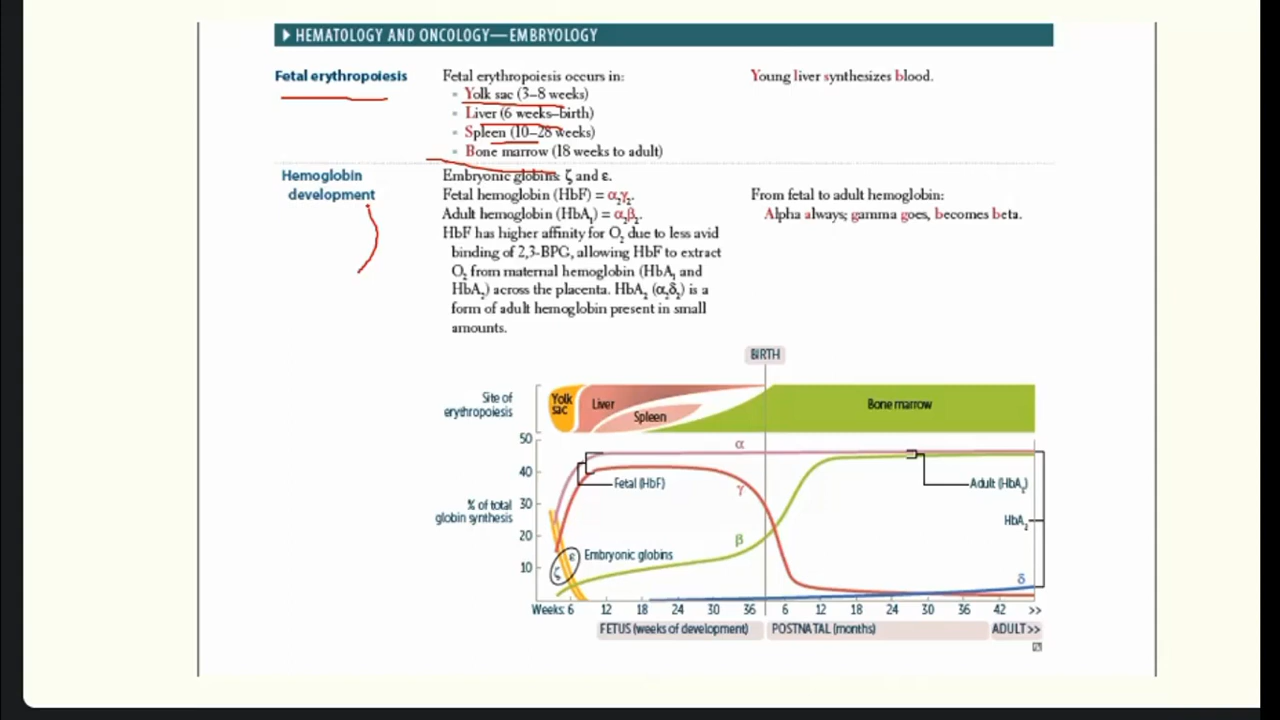 ▶ HEMATOLOGY AND ONCOLOGY—EMBRYOLOGY
Fetal erythropoiesis
Fetal erythropoiesis occurs in:
▪ Yolk sac (3–8 weeks)
▪ Liver (6 weeks–birth)
▪ Spleen (10–28 weeks)
▪ Bone marrow (18 weeks to adult)
Young liver synthesizes blood.
Hemoglobin
development
Embryonic globins: ζ and ε.
Fetal hemoglobin (HbF) = α₂γ₂.
Adult hemoglobin (HbA₁) = α₂β₂.
HbF has higher affinity for O₂ due to less avid
binding of 2,3-BPG, allowing HbF to extract
O₂ from maternal hemoglobin (HbA₁ and
HbA₂) across the placenta. HbA₂ (α₂δ₂) is a
form of adult hemoglobin present in small
amounts.
From fetal to adult hemoglobin:
Alpha always; gamma goes, becomes beta.
BIRTH
Site of
erythropoiesis
Yolk
sac
Liver
Spleen
Bone marrow
% of total
globin synthesis
50
40
30
20
10
α
Fetal (HbF)
γ
β
ε
ζ
Embryonic globins
Adult (HbA₁)
HbA₂
δ
Weeks: 6 12 18 24 30 36 6 12 18 24 30 36 42 >>
FETUS (weeks of development) POSTNATAL (months) ADULT >>